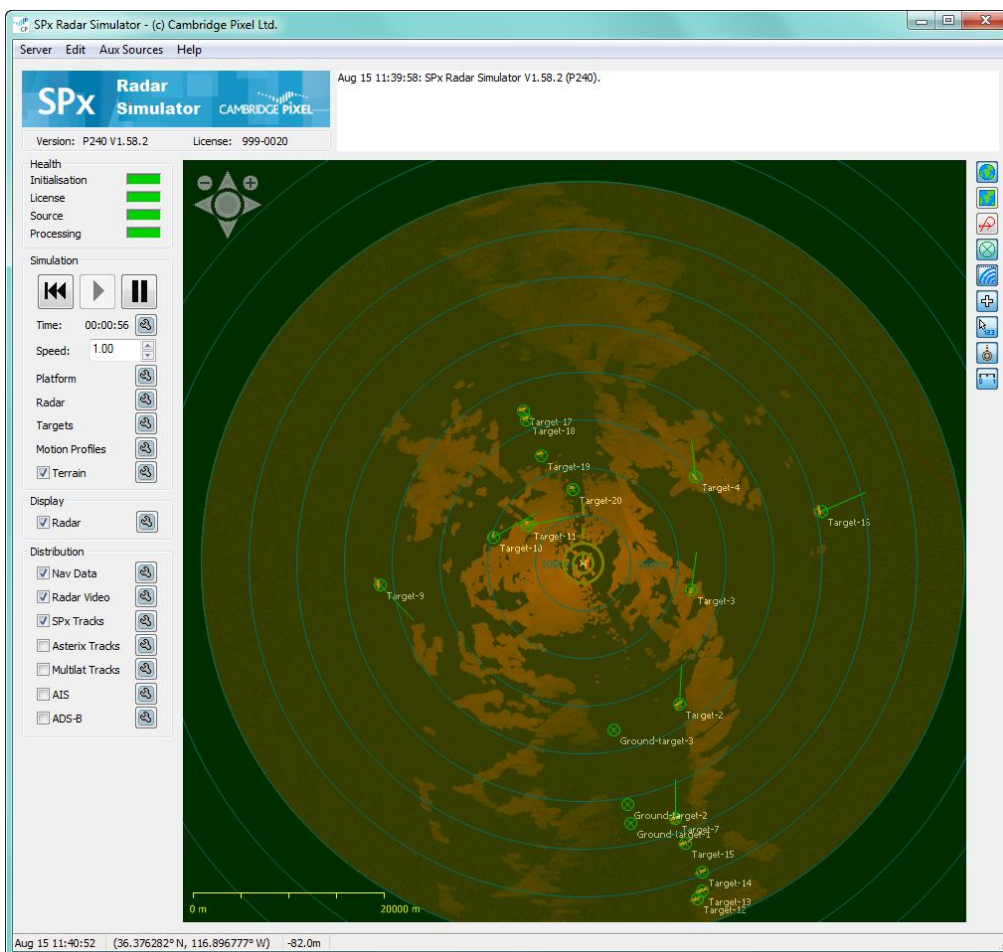 SPx Radar Simulator - (c) Cambridge Pixel Ltd.
Server Edit Aux Sources Help
SPx Radar Simulator CAMBRIDGE PIXEL
Version: P240 V1.58.2 License: 999-0020
Aug 15 11:39:58: SPx Radar Simulator V1.58.2 (P240).
Health
Initialisation
License
Source
Processing
Simulation
Time: 00:00:56
Speed: 1.00
Platform
Radar
Targets
Motion Profiles
Terrain
Display
Radar
Distribution
Nav Data
Radar Video
SPx Tracks
Asterix Tracks
Multilat Tracks
AIS
ADS-B
Target-17
Target-18
Target-19
Target-20
Target-4
Target-16
Target-11
Target-10
Target-9
Target-3
Target-2
Ground-target-3
Ground-target-2
Target-7
Ground-target-1
Target-15
Target-14
Target-13
Target-12
0 m 20000 m
Aug 15 11:40:52 (36.376282° N, 116.896777° W) -82.0m
123